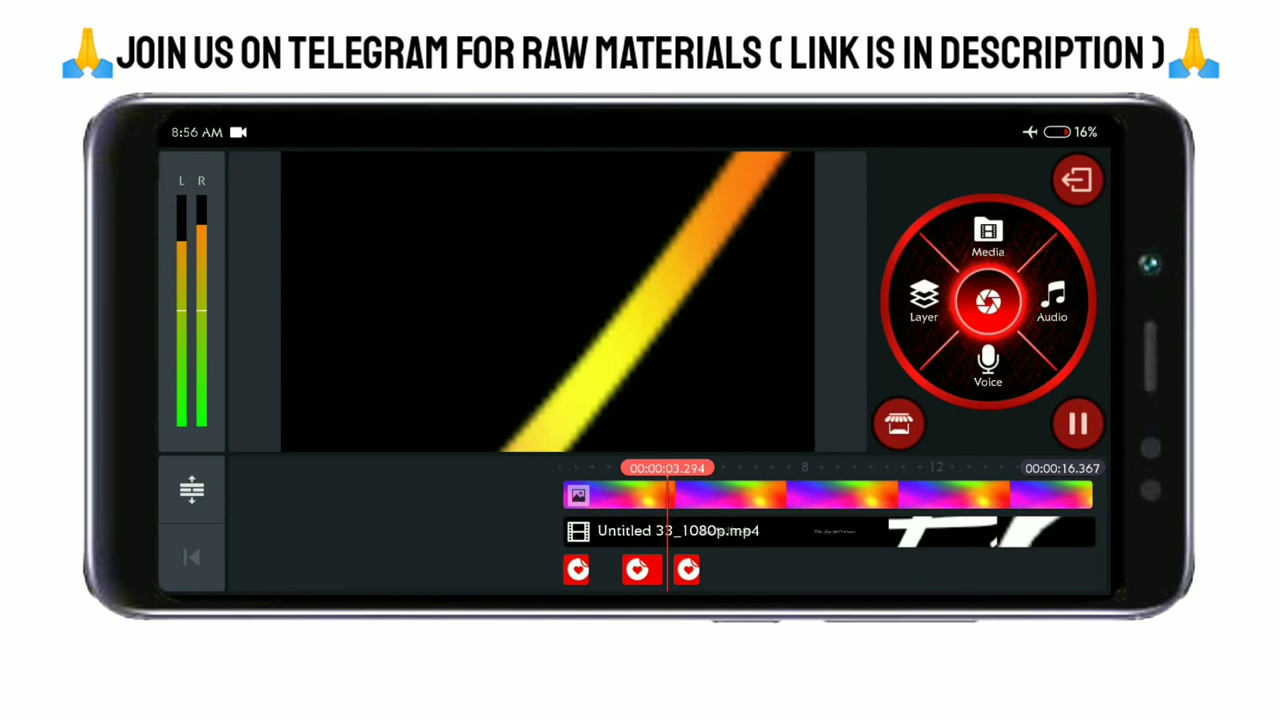 🙏JOIN US ON TELEGRAM FOR RAW MATERIALS ( LINK IS IN DESCRIPTION )🙏
8:56 AM
16%
L R
Media
Layer
Audio
Voice
00:00:03.294
8
12
00:00:16.367
Untitled 33_1080p.mp4